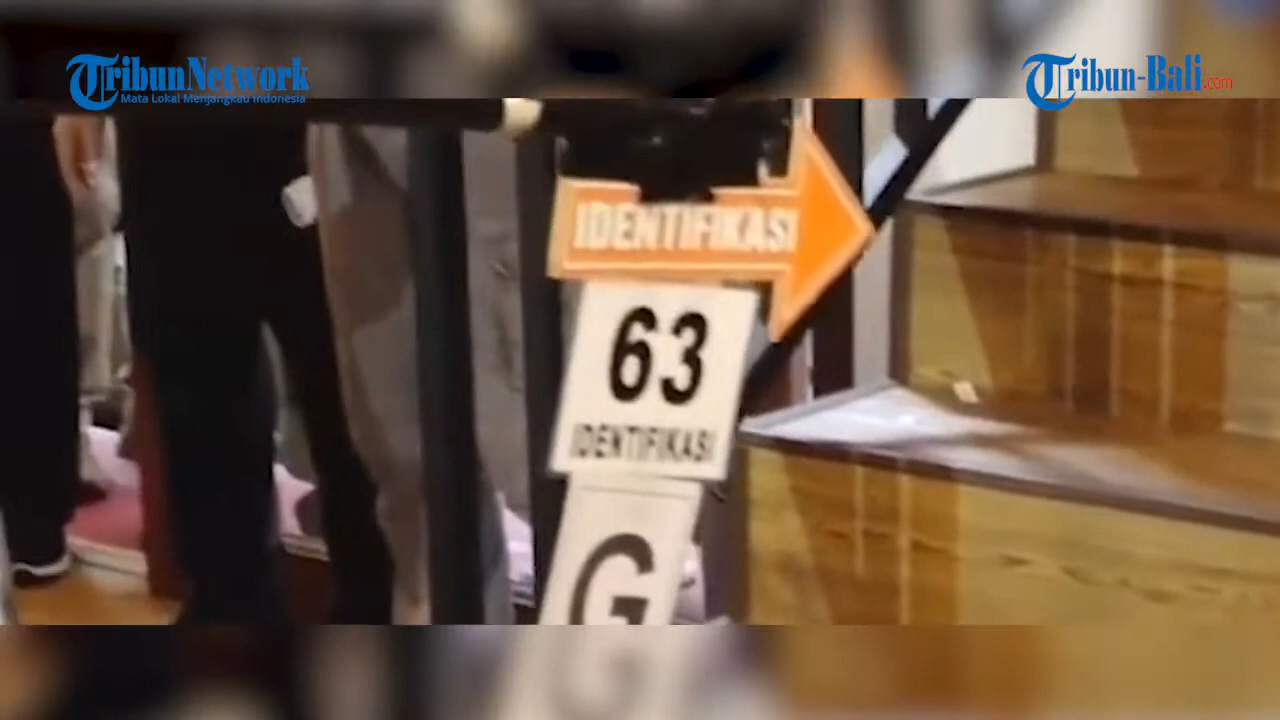 TribunNetwork
Mata Lokal Menjangkau Indonesia
Tribun-Bali.com
IDENTIFIKASI
63
IDENTIFIKASI
G